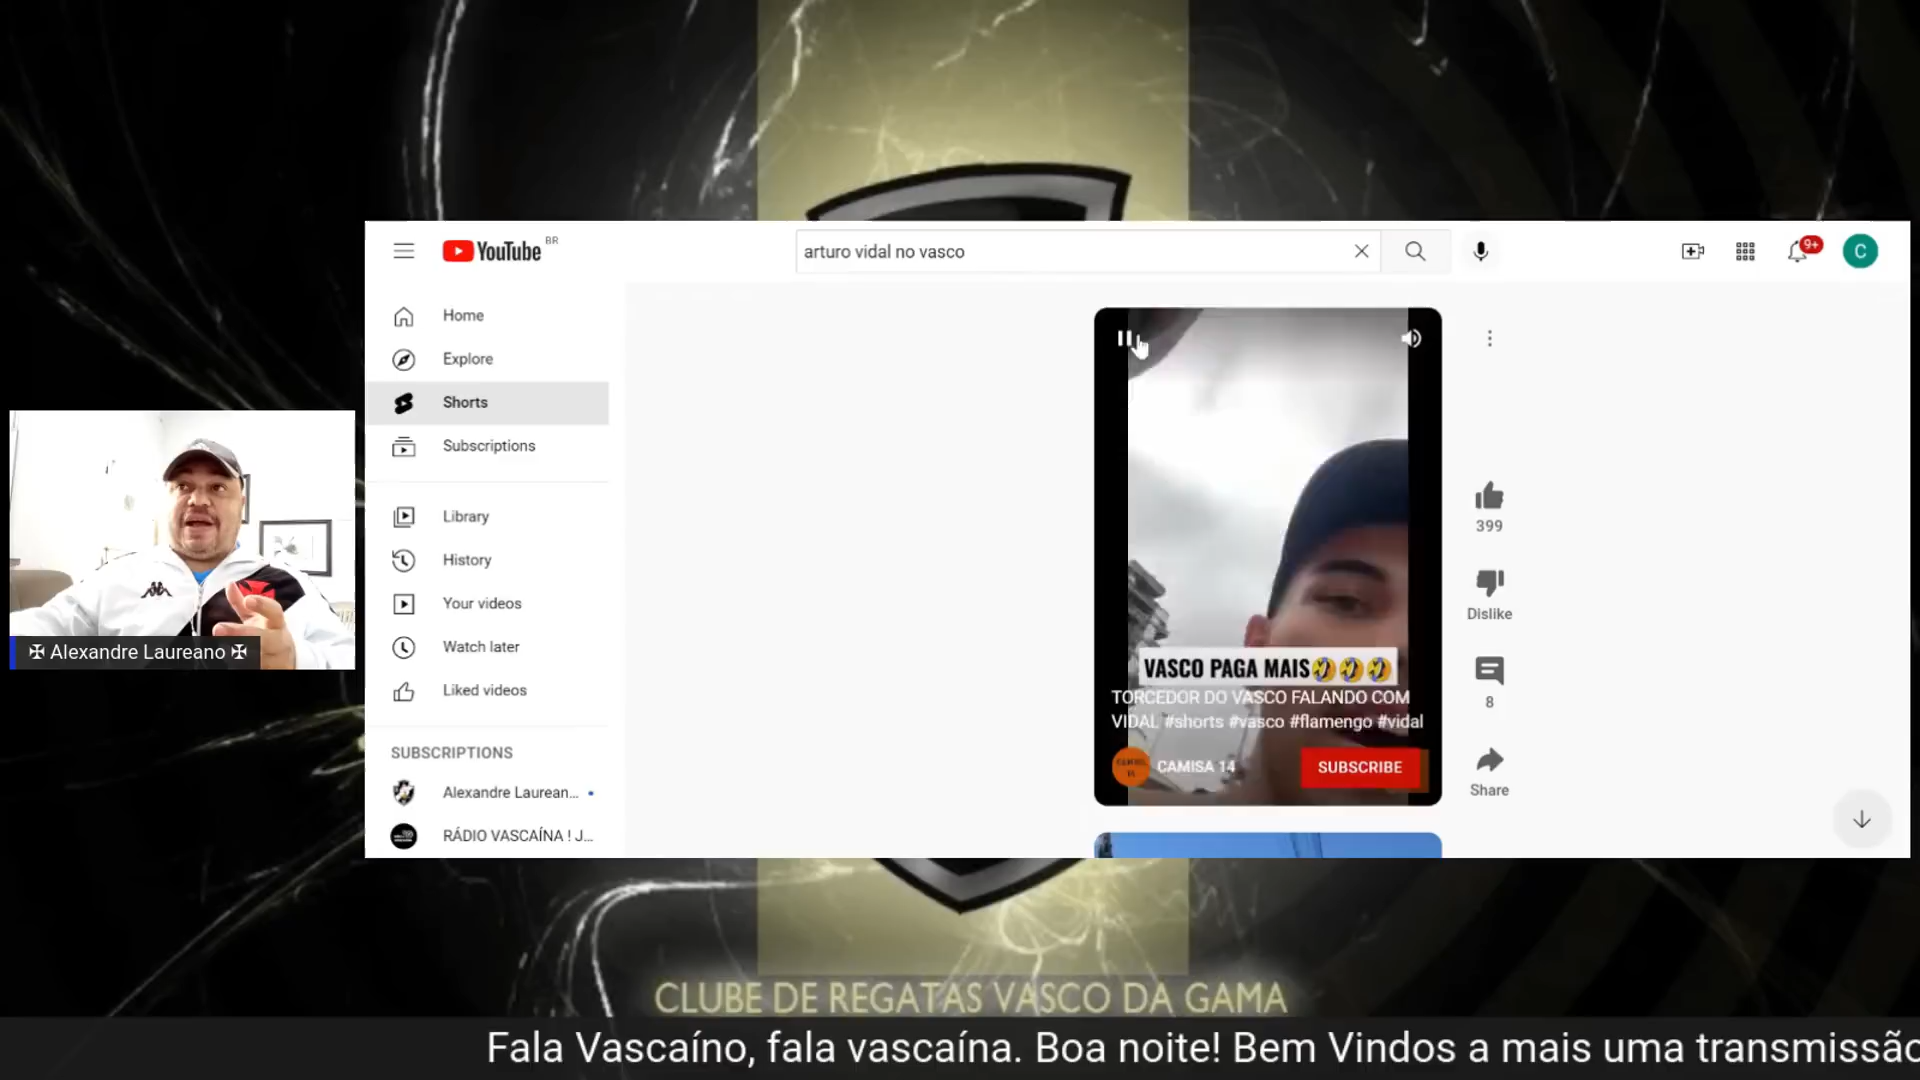 YouTube BR
arturo vidal no vasco
9+
C
Home
Explore
Shorts
Subscriptions
Library
History
Your videos
Watch later
Liked videos
SUBSCRIPTIONS
Alexandre Laurean...
RÁDIO VASCAÍNA ! J...
VASCO PAGA MAIS🤣🤣🤣
TORCEDOR DO VASCO FALANDO COM
VIDAL #shorts #vasco #flamengo #vidal
CAMISA 14
SUBSCRIBE
399
Dislike
8
Share
✠ Alexandre Laureano ✠
CLUBE DE REGATAS VASCO DA GAMA
Fala Vascaíno, fala vascaína. Boa noite! Bem Vindos a mais uma transmissão